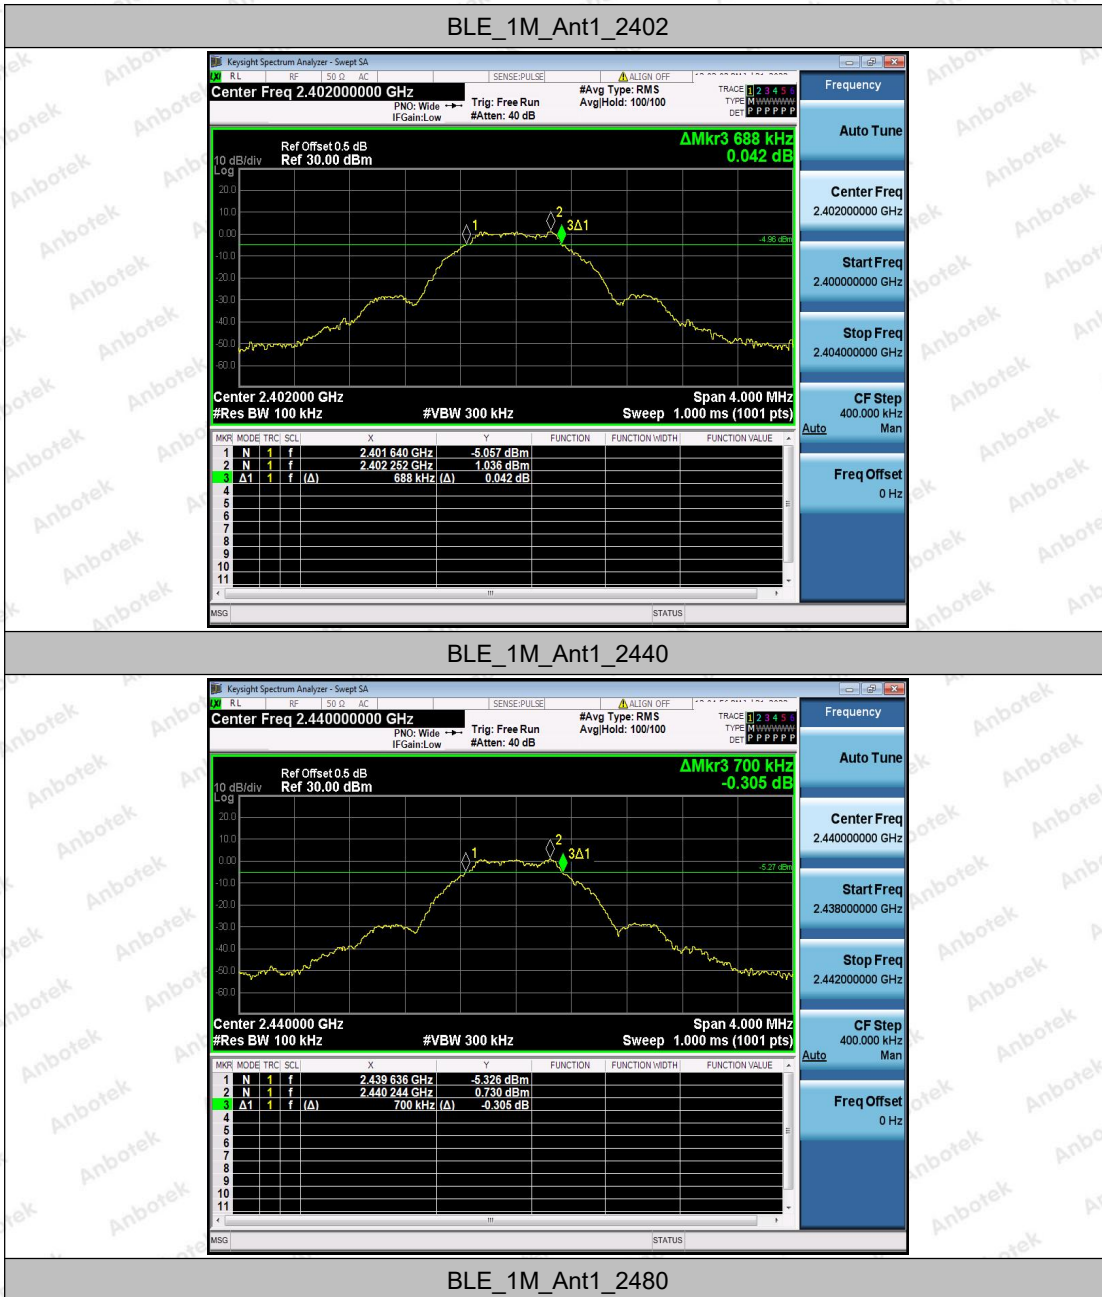 BLE_1M_Ant1_2402
Keysight Spectrum Analyzer - Swept SA
RL RF 50 Ω AC SENSE:PULSE ALIGN OFF
Center Freq 2.402000000 GHz
PNO: Wide
IFGain:Low
Trig: Free Run
#Atten: 40 dB
#Avg Type: RMS
Avg|Hold: 100/100
TRACE 1 2 3 4 5 6
TYPE M WWWWW
DET P P P P P P
Ref Offset 0.5 dB
10 dB/div Ref 30.00 dBm
Log
ΔMkr3 688 kHz
0.042 dB
20.0
10.0
0.00
-10.0
-20.0
-30.0
-40.0
-50.0
-60.0
1
2
3Δ1
-4.96 dBm
Center 2.402000 GHz Span 4.000 MHz
#Res BW 100 kHz #VBW 300 kHz Sweep 1.000 ms (1001 pts)
MKR MODE TRC SCL X Y FUNCTION FUNCTION WIDTH FUNCTION VALUE
1 N 1 f 2.401 640 GHz -5.057 dBm
2 N 1 f 2.402 252 GHz 1.036 dBm
3 Δ1 1 f (Δ) 688 kHz (Δ) 0.042 dB
4
5
6
7
8
9
10
11
MSG STATUS
Frequency
Auto Tune
Center Freq
2.402000000 GHz
Start Freq
2.400000000 GHz
Stop Freq
2.404000000 GHz
CF Step
400.000 kHz
Auto Man
Freq Offset
0 Hz
BLE_1M_Ant1_2440
Keysight Spectrum Analyzer - Swept SA
RL RF 50 Ω AC SENSE:PULSE ALIGN OFF
Center Freq 2.440000000 GHz
PNO: Wide
IFGain:Low
Trig: Free Run
#Atten: 40 dB
#Avg Type: RMS
Avg|Hold: 100/100
TRACE 1 2 3 4 5 6
TYPE M WWWWW
DET P P P P P P
Ref Offset 0.5 dB
10 dB/div Ref 30.00 dBm
Log
ΔMkr3 700 kHz
-0.305 dB
20.0
10.0
0.00
-10.0
-20.0
-30.0
-40.0
-50.0
-60.0
1
2
3Δ1
-5.27 dBm
Center 2.440000 GHz Span 4.000 MHz
#Res BW 100 kHz #VBW 300 kHz Sweep 1.000 ms (1001 pts)
MKR MODE TRC SCL X Y FUNCTION FUNCTION WIDTH FUNCTION VALUE
1 N 1 f 2.439 636 GHz -5.326 dBm
2 N 1 f 2.440 244 GHz 0.730 dBm
3 Δ1 1 f (Δ) 700 kHz (Δ) -0.305 dB
4
5
6
7
8
9
10
11
MSG STATUS
Frequency
Auto Tune
Center Freq
2.440000000 GHz
Start Freq
2.438000000 GHz
Stop Freq
2.442000000 GHz
CF Step
400.000 kHz
Auto Man
Freq Offset
0 Hz
BLE_1M_Ant1_2480